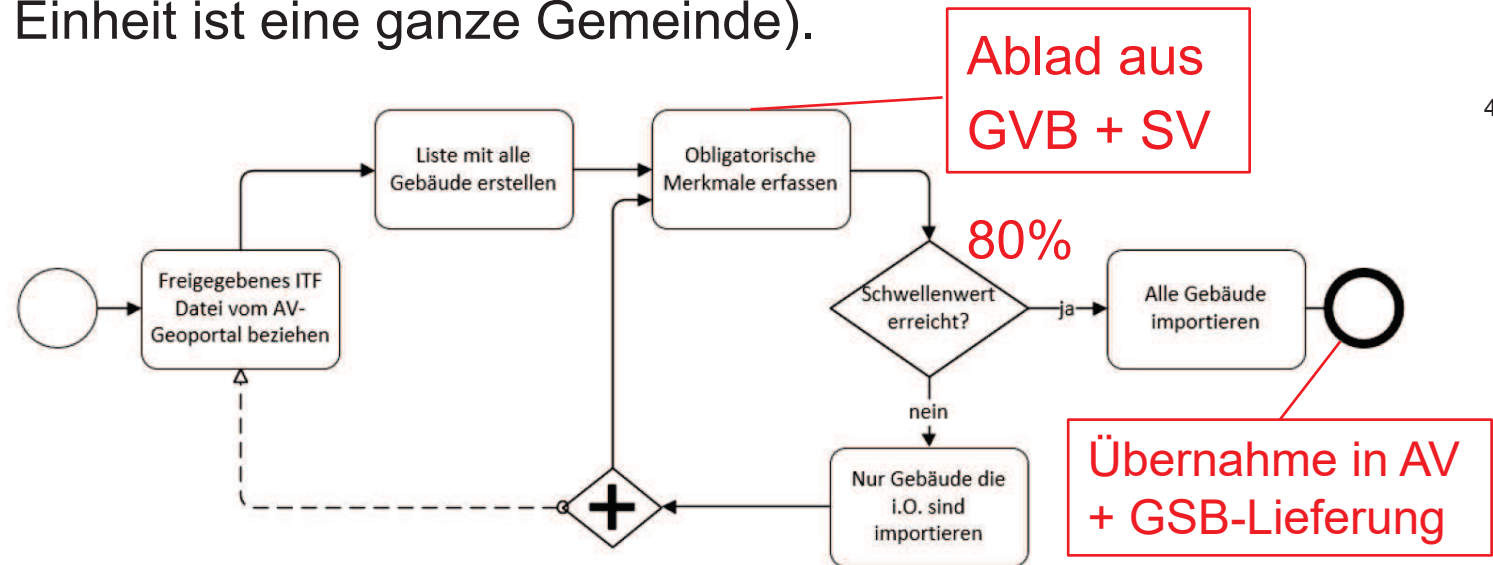 Einheit ist eine ganze Gemeinde).
Ablad aus
GVB + SV
4
Liste mit alle
Gebäude erstellen
Obligatorische
Merkmale erfassen
80%
Freigegebenes ITF
Datei vom AV-
Geoportal beziehen
Schwellenwert
erreicht?
ja
Alle Gebäude
importieren
nein
Nur Gebäude die
i.O. sind
importieren
Übernahme in AV
+ GSB-Lieferung